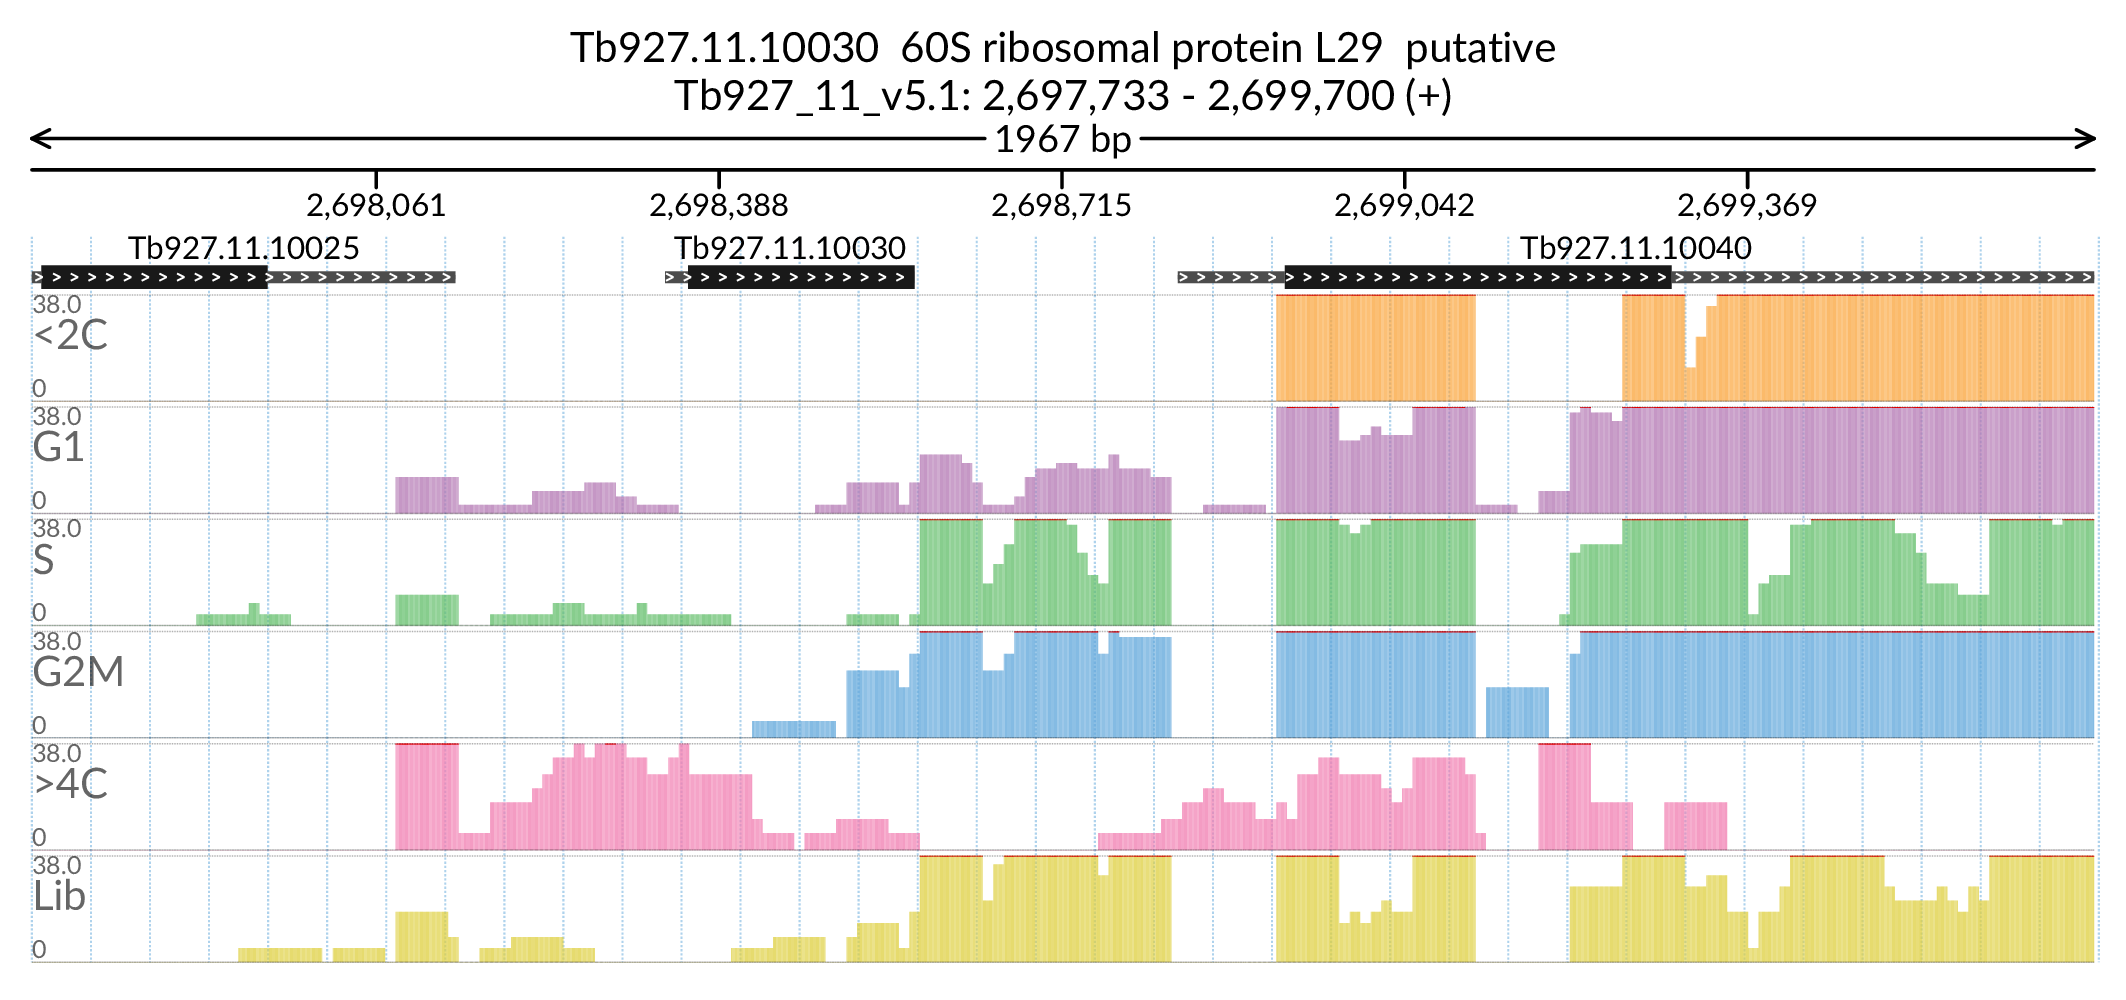 Tb927.11.10030  60S ribosomal protein L29  putative
Tb927_11_v5.1: 2,697,733 - 2,699,700 (+)
1967 bp
2,698,061 2,698,388 2,698,715 2,699,042 2,699,369
Tb927.11.10025 Tb927.11.10030 Tb927.11.10040
38.0
<2C
0
38.0
G1
0
38.0
S
0
38.0
G2M
0
38.0
>4C
0
38.0
Lib
0